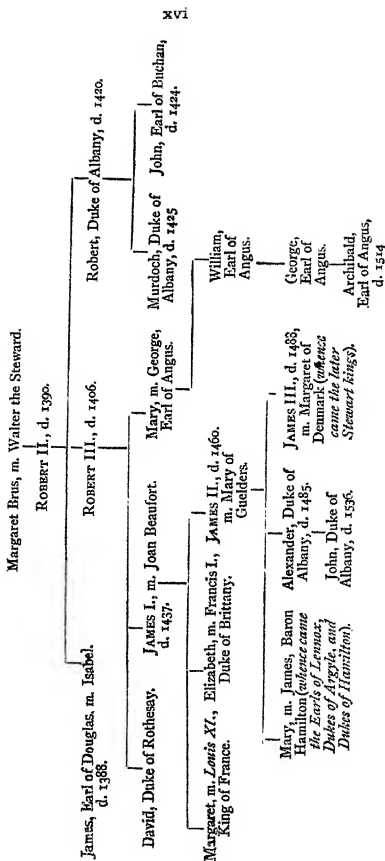 xvi
Margaret Brus, m. Walter the Steward.
ROBERT II., d. 1390.
James, Earl of Douglas, m. Isabel.
d. 1388.
ROBERT III., d. 1406.
Robert, Duke of Albany, d. 1420.
David, Duke of Rothesay.
JAMES I., m. Joan Beaufort.
d. 1437.
Mary, m. George,
Earl of Angus.
Murdoch, Duke of
Albany, d. 1425
John, Earl of Buchan,
d. 1424.
Margaret, m. Louis XI.,
King of France.
Elizabeth, m. Francis I.,
Duke of Brittany.
JAMES II., d. 1460.
m. Mary of
Guelders.
William,
Earl of
Angus.
Mary, m. James, Baron
Hamilton (whence came
the Earls of Lennox,
Dukes of Argyle, and
Dukes of Hamilton).
Alexander, Duke of
Albany, d. 1485.
John, Duke of
Albany, d. 1536.
JAMES III., d. 1488,
m. Margaret of
Denmark (whence
came the later
Stewart kings).
George,
Earl of
Angus.
Archibald,
Earl of Angus,
d. 1514